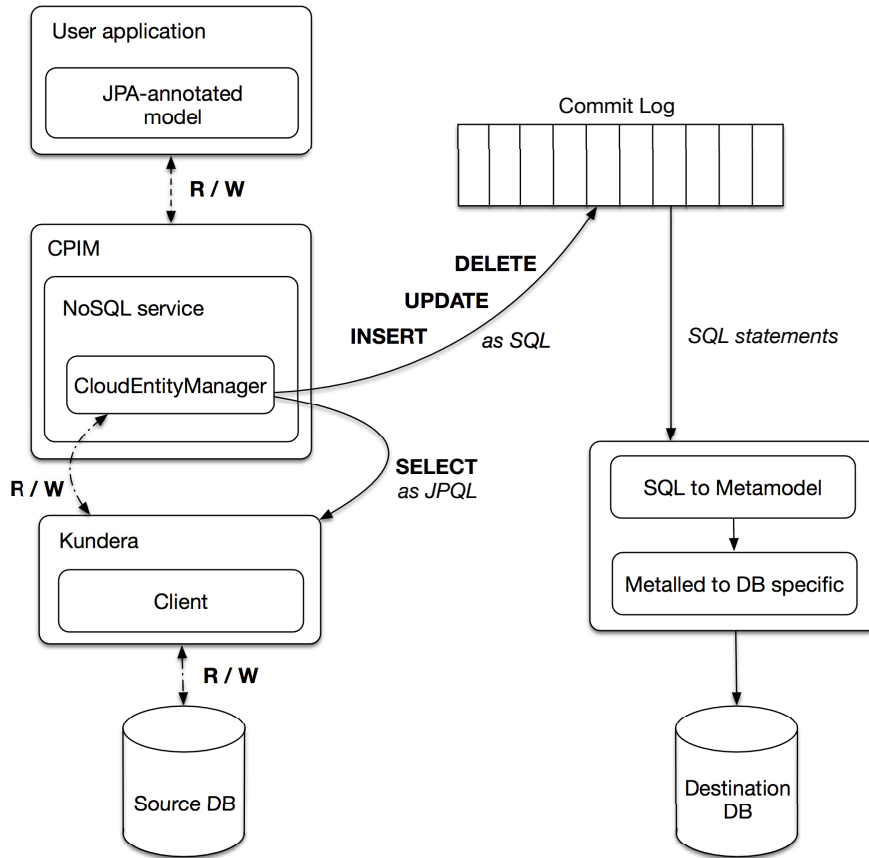 User application
JPA-annotated
model
R / W
Commit Log
CPIM
NoSQL service
CloudEntityManager
DELETE
UPDATE
INSERT
as SQL
SQL statements
R / W
SELECT
as JPQL
Kundera
Client
R / W
Source DB
SQL to Metamodel
Metalled to DB specific
Destination
DB